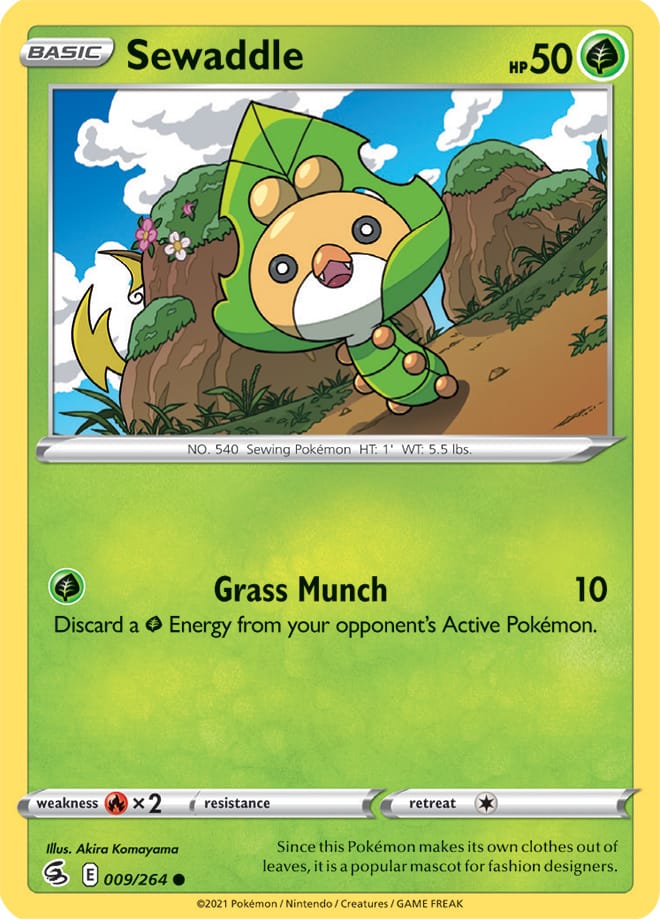 BASIC Sewaddle HP 50
NO. 540 Sewing Pokémon HT: 1' WT: 5.5 lbs.
Grass Munch 10
Discard a Energy from your opponent's Active Pokémon.
weakness ×2 resistance retreat
Illus. Akira Komayama
Since this Pokémon makes its own clothes out of
leaves, it is a popular mascot for fashion designers.
E 009/264
©2021 Pokémon / Nintendo / Creatures / GAME FREAK